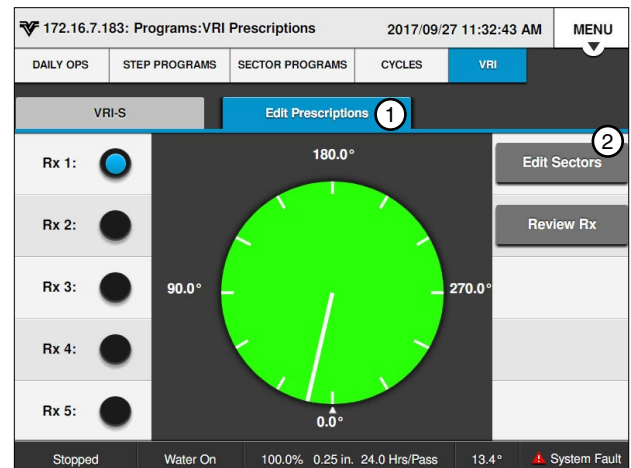 172.16.7.183: Programs:VRI Prescriptions 2017/09/27 11:32:43 AM MENU
DAILY OPS STEP PROGRAMS SECTOR PROGRAMS CYCLES VRI
VRI-S Edit Prescriptions 1
2
Rx 1: 180.0° Edit Sectors
Rx 2: Review Rx
Rx 3: 90.0° 270.0°
Rx 4:
Rx 5: 0.0°
Stopped Water On 100.0% 0.25 in. 24.0 Hrs/Pass 13.4° System Fault